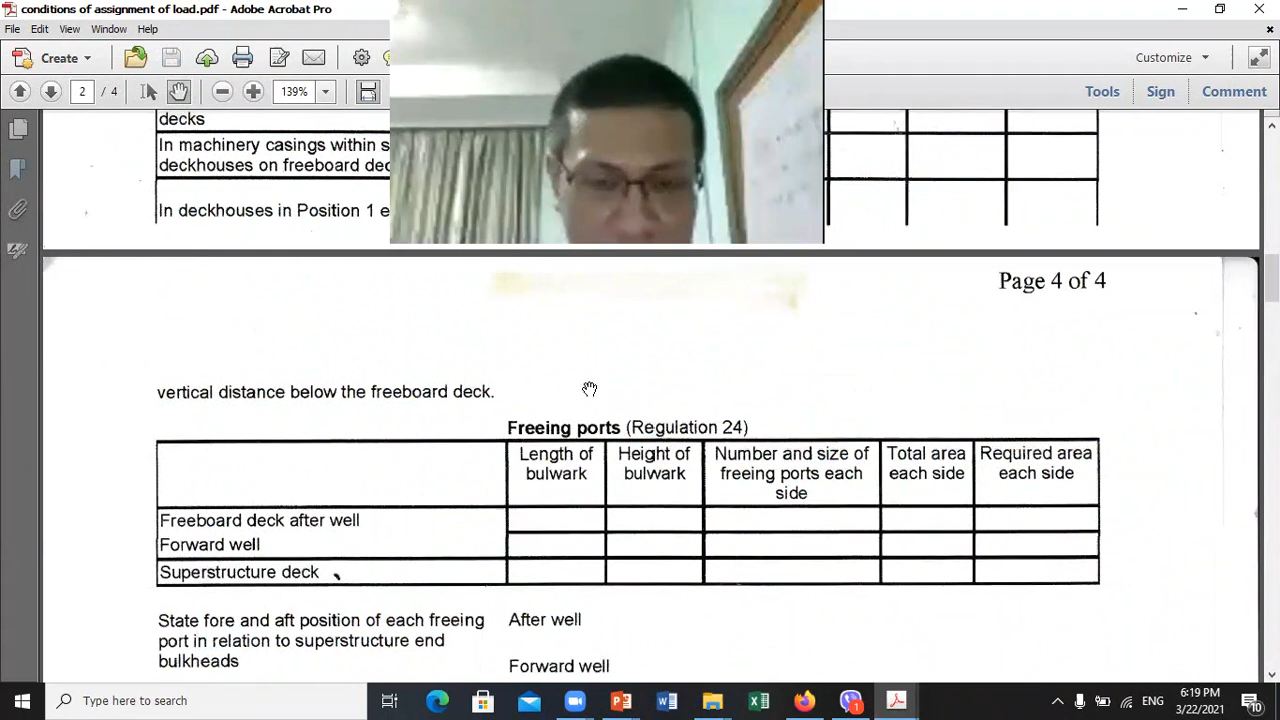 conditions of assignment of load.pdf - Adobe Acrobat Pro
File Edit View Window Help
Create
Customize
2 / 4
139%
Tools Sign Comment
decks
In machinery casings within s
deckhouses on freeboard dec
In deckhouses in Position 1 e
Page 4 of 4
vertical distance below the freeboard deck.
Freeing ports (Regulation 24)
Length of bulwark
Height of bulwark
Number and size of freeing ports each side
Total area each side
Required area each side
Freeboard deck after well
Forward well
Superstructure deck
State fore and aft position of each freeing
port in relation to superstructure end
bulkheads
After well
Forward well
Type here to search
ENG
6:19 PM
3/22/2021
1
10